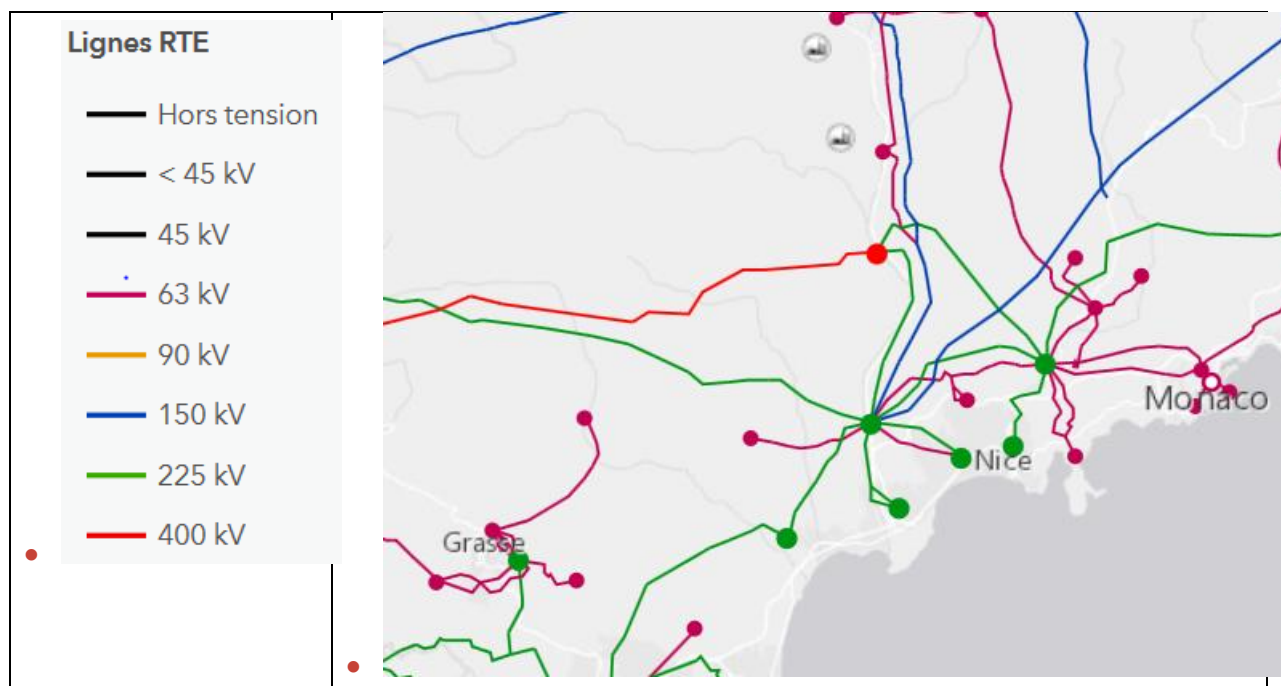 Lignes RTE
Hors tension
< 45 kV
45 kV
63 kV
90 kV
150 kV
225 kV
400 kV
Monaco
Nice
Grasse